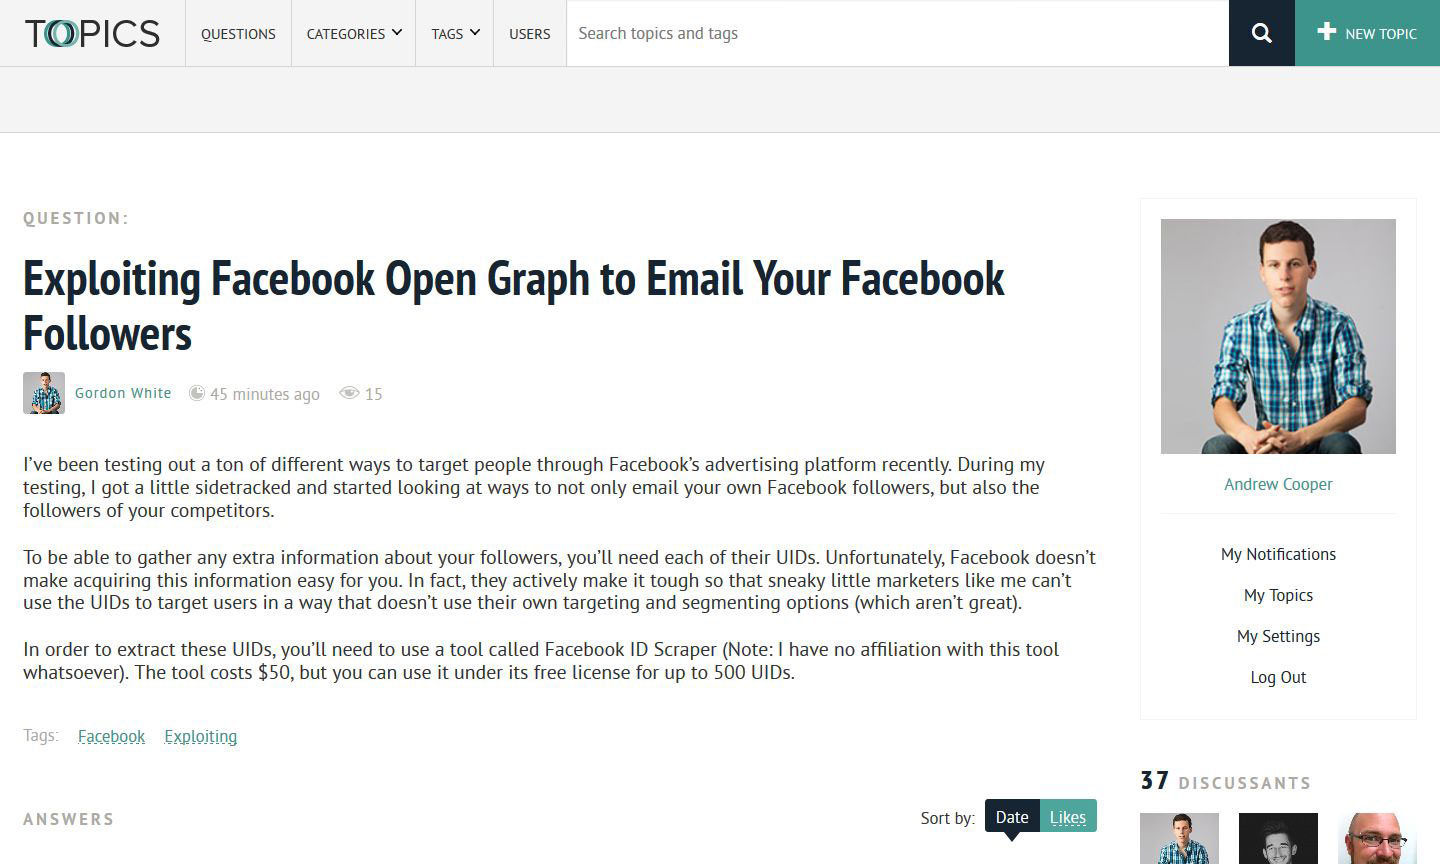 TOPICS
QUESTIONS
CATEGORIES
TAGS
USERS
Search topics and tags
NEW TOPIC
QUESTION:
Exploiting Facebook Open Graph to Email Your Facebook
Followers
Gordon White
45 minutes ago
15
I’ve been testing out a ton of different ways to target people through Facebook’s advertising platform recently. During my
testing, I got a little sidetracked and started looking at ways to not only email your own Facebook followers, but also the
followers of your competitors.
To be able to gather any extra information about your followers, you’ll need each of their UIDs. Unfortunately, Facebook doesn’t
make acquiring this information easy for you. In fact, they actively make it tough so that sneaky little marketers like me can’t
use the UIDs to target users in a way that doesn’t use their own targeting and segmenting options (which aren’t great).
In order to extract these UIDs, you’ll need to use a tool called Facebook ID Scraper (Note: I have no affiliation with this tool
whatsoever). The tool costs $50, but you can use it under its free license for up to 500 UIDs.
Tags: Facebook Exploiting
ANSWERS
Sort by: Date Likes
Andrew Cooper
My Notifications
My Topics
My Settings
Log Out
37 DISCUSSANTS